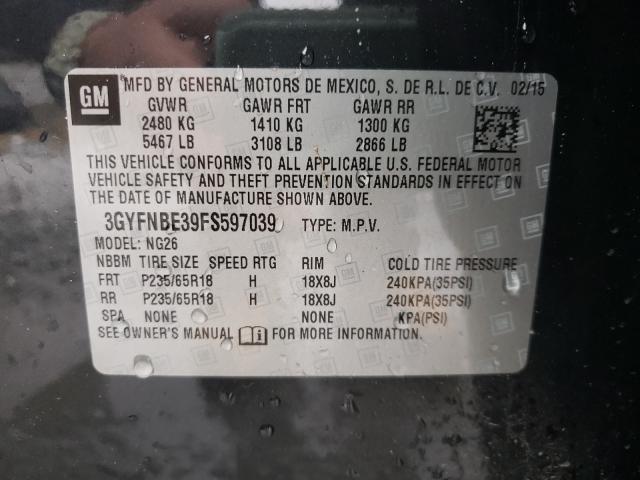 GM
MFD BY GENERAL MOTORS DE MEXICO, S. DE R.L. DE C.V. 02/15
GVWR GAWR FRT GAWR RR
2480 KG 1410 KG 1300 KG
5467 LB 3108 LB 2866 LB
THIS VEHICLE CONFORMS TO ALL APPLICABLE U.S. FEDERAL MOTOR
VEHICLE SAFETY AND THEFT PREVENTION STANDARDS IN EFFECT ON
THE DATE OF MANUFACTURE SHOWN ABOVE.
3GYFNBE39FS597039 TYPE: M.P.V.
MODEL: NG26
NBBM TIRE SIZE SPEED RTG RIM COLD TIRE PRESSURE
FRT P235/65R18 H 18X8J 240KPA(35PSI)
RR P235/65R18 H 18X8J 240KPA(35PSI)
SPA NONE NONE KPA(PSI)
SEE OWNER'S MANUAL FOR MORE INFORMATION.